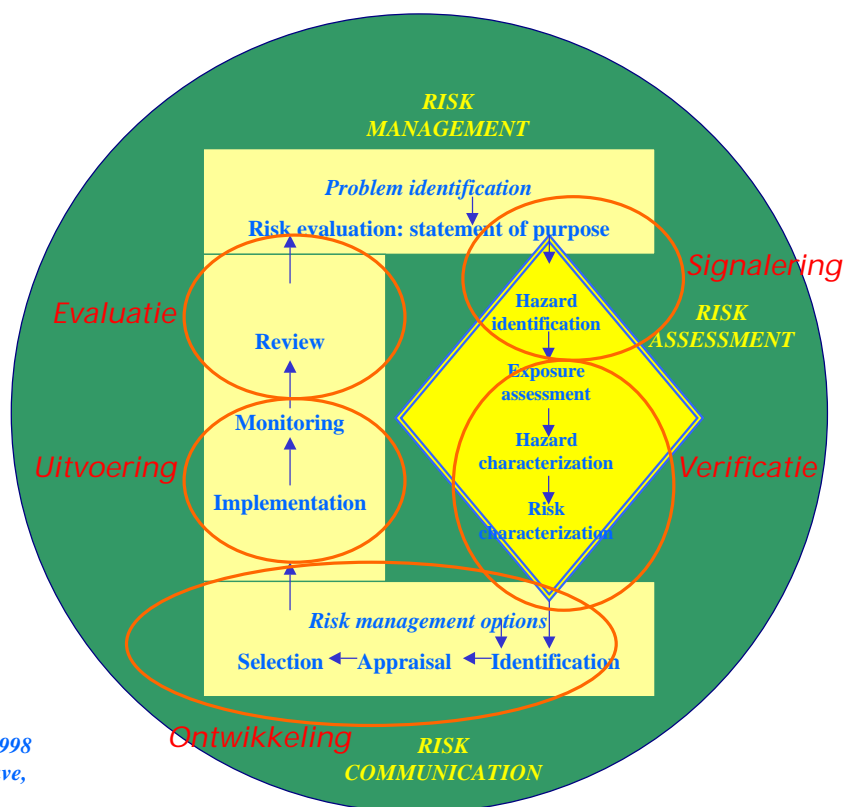 RISK
MANAGEMENT
Problem identification
Risk evaluation: statement of purpose
Signalering
Evaluatie
Hazard
identification
RISK
ASSESSMENT
Review
Exposure
assessment
Monitoring
Hazard
characterization
Uitvoering
Verificatie
Implementation
Risk
characterization
Risk management options
Selection Appraisal Identification
Ontwikkeling
RISK
COMMUNICATION
998